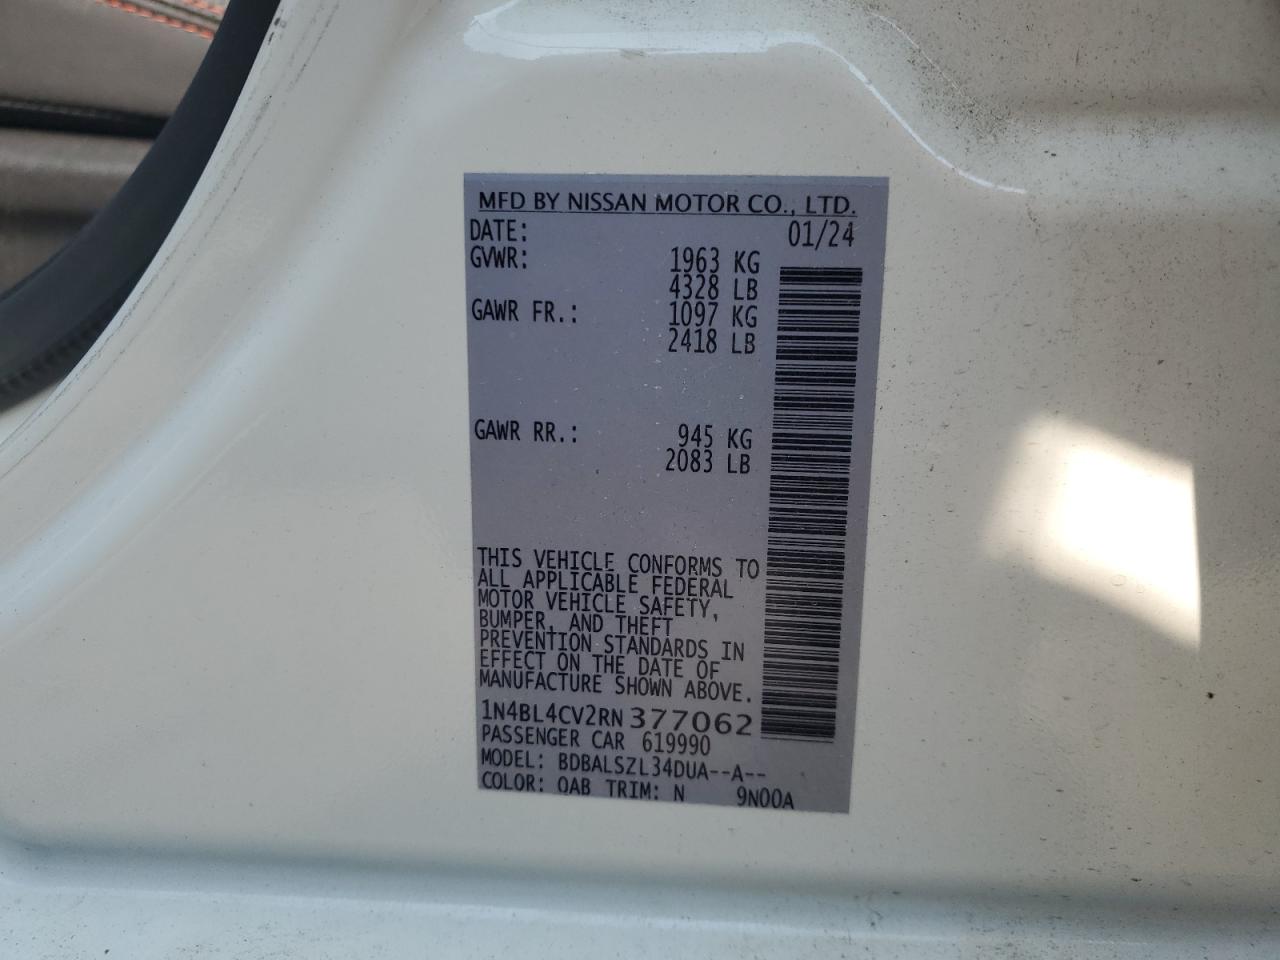 MFD BY NISSAN MOTOR CO., LTD.
DATE: 01/24
GVWR: 1963 KG
4328 LB
GAWR FR.: 1097 KG
2418 LB
GAWR RR.: 945 KG
2083 LB
THIS VEHICLE CONFORMS TO
ALL APPLICABLE FEDERAL
MOTOR VEHICLE SAFETY,
BUMPER, AND THEFT
PREVENTION STANDARDS IN
EFFECT ON THE DATE OF
MANUFACTURE SHOWN ABOVE.
1N4BL4CV2RN377062
PASSENGER CAR 619990
MODEL: BDBALSZL34DUA--A--
COLOR: QAB TRIM: N 9N00A